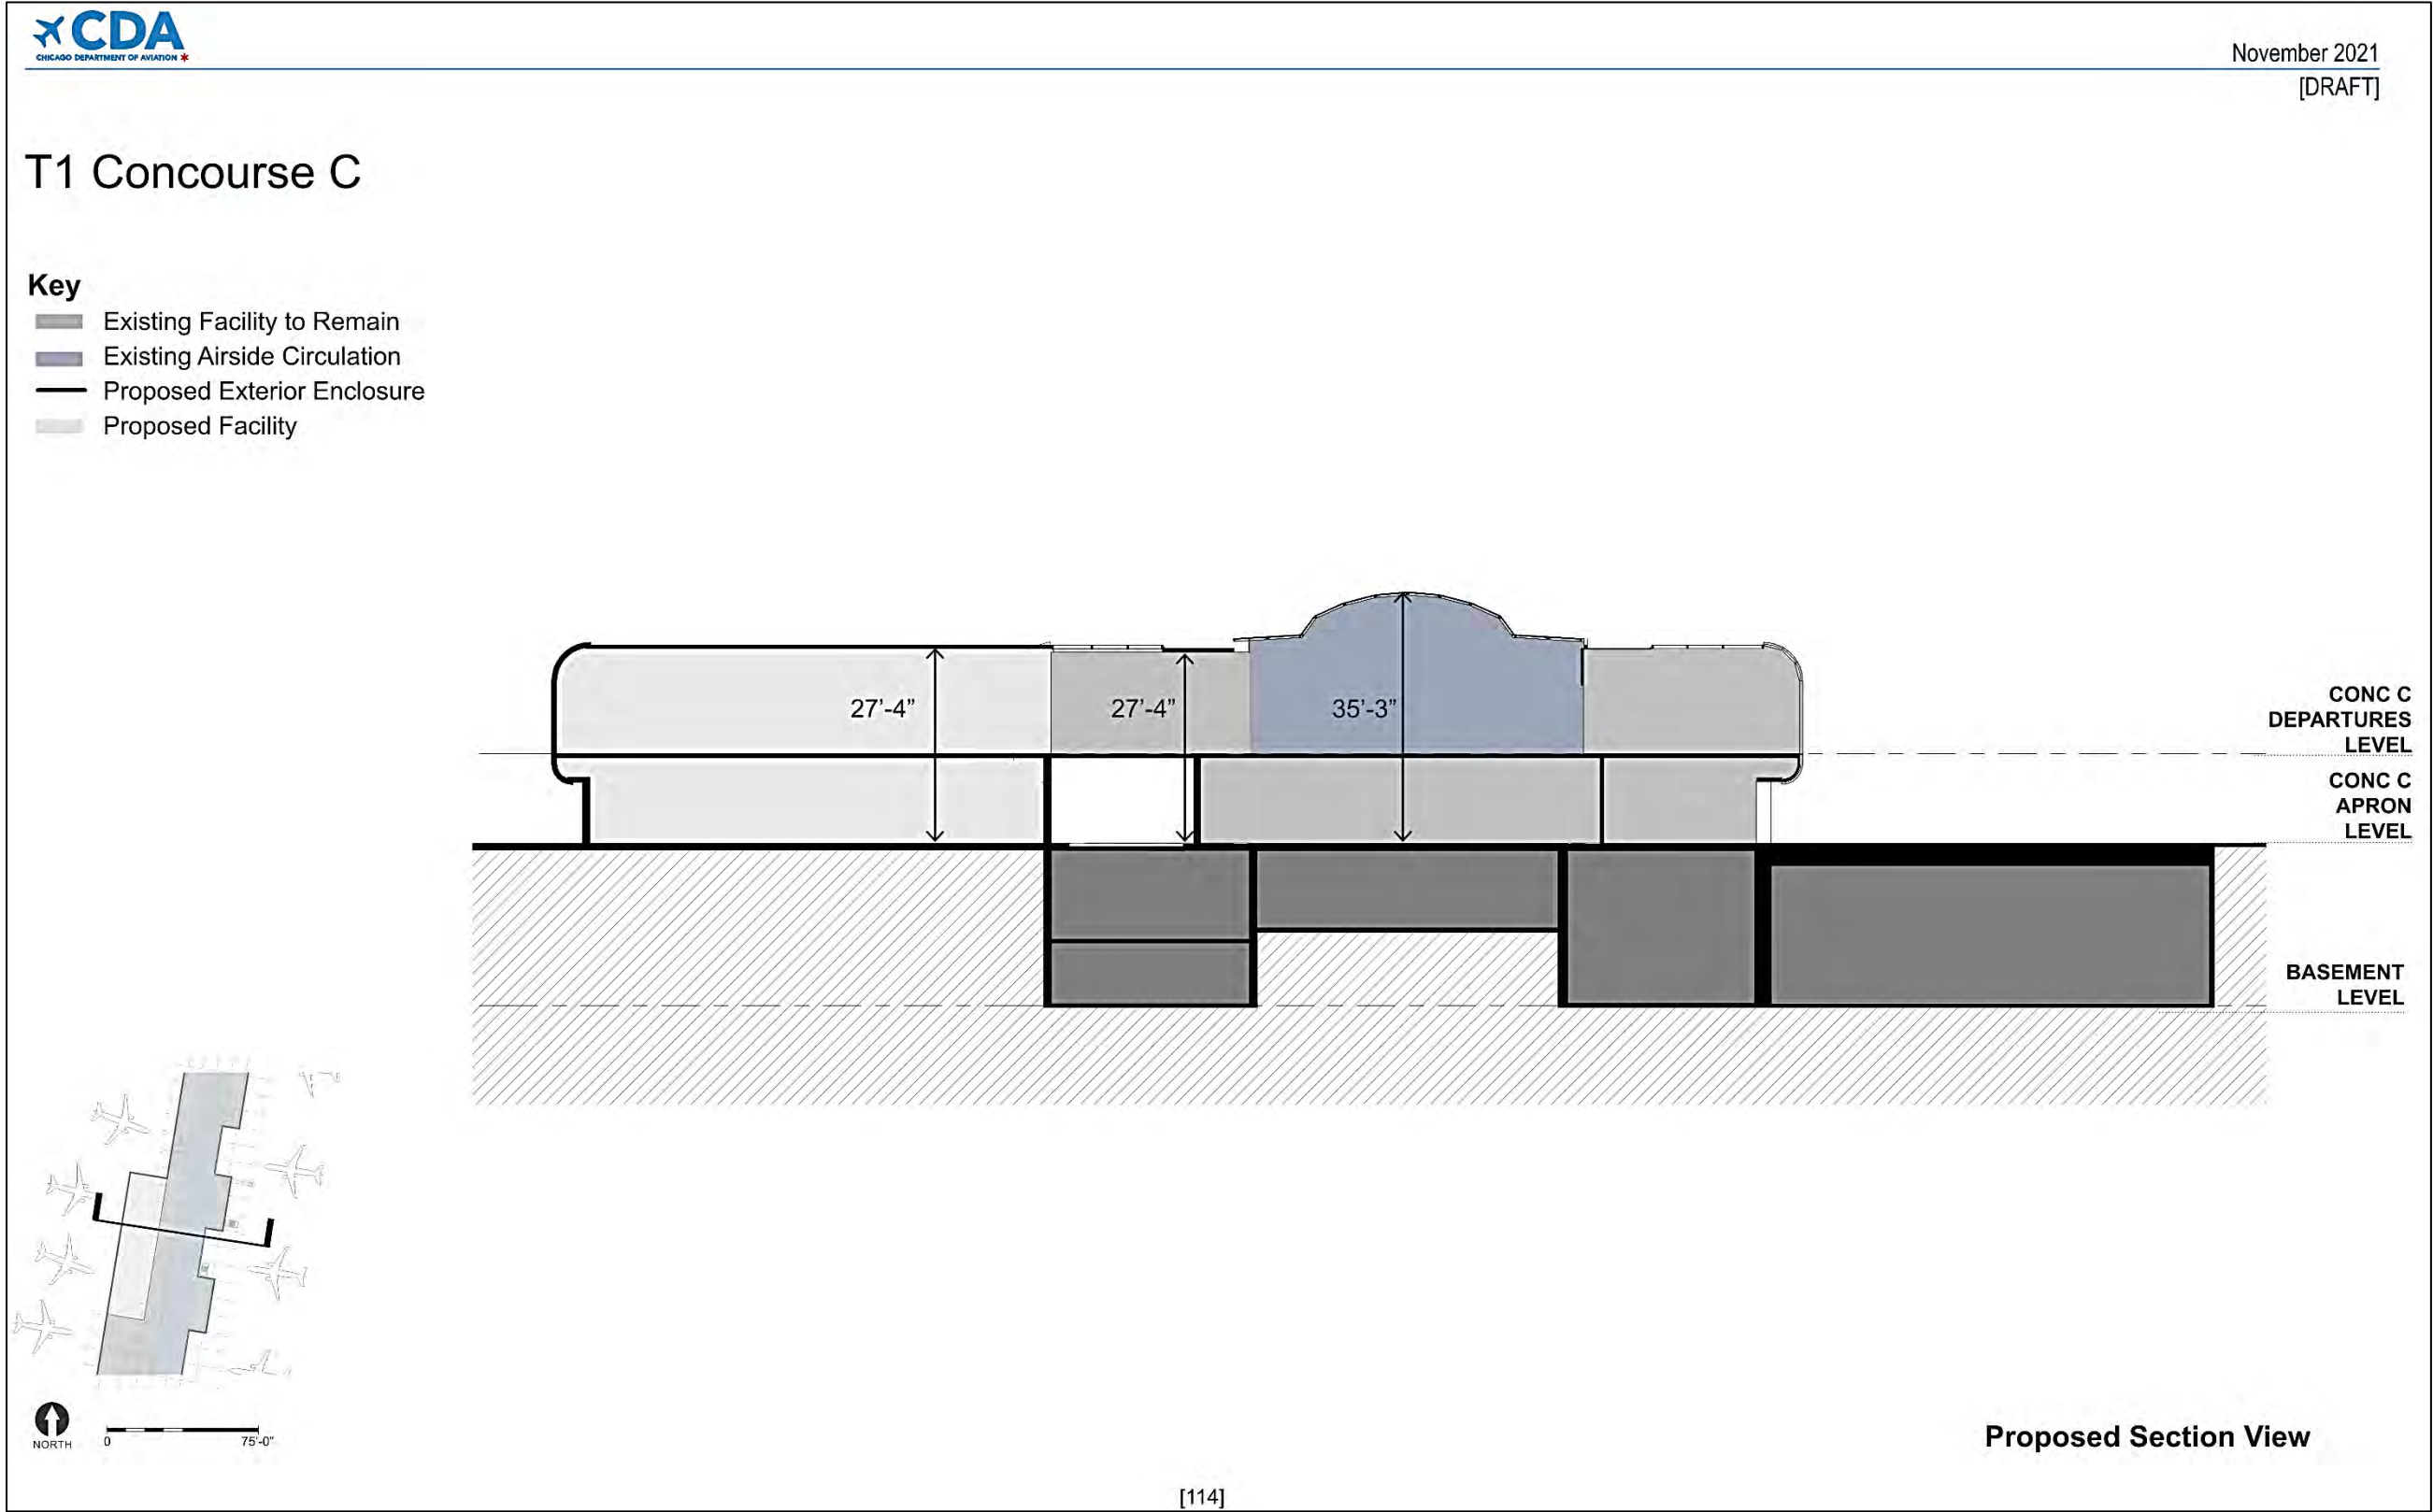 CDA
CHICAGO DEPARTMENT OF AVIATION
November 2021
[DRAFT]
T1 Concourse C
Key
Existing Facility to Remain
Existing Airside Circulation
Proposed Exterior Enclosure
Proposed Facility
27’-4”
27’-4”
35’-3”
CONC C
DEPARTURES
LEVEL
CONC C
APRON
LEVEL
BASEMENT
LEVEL
NORTH
0
75'-0"
Proposed Section View
[114]